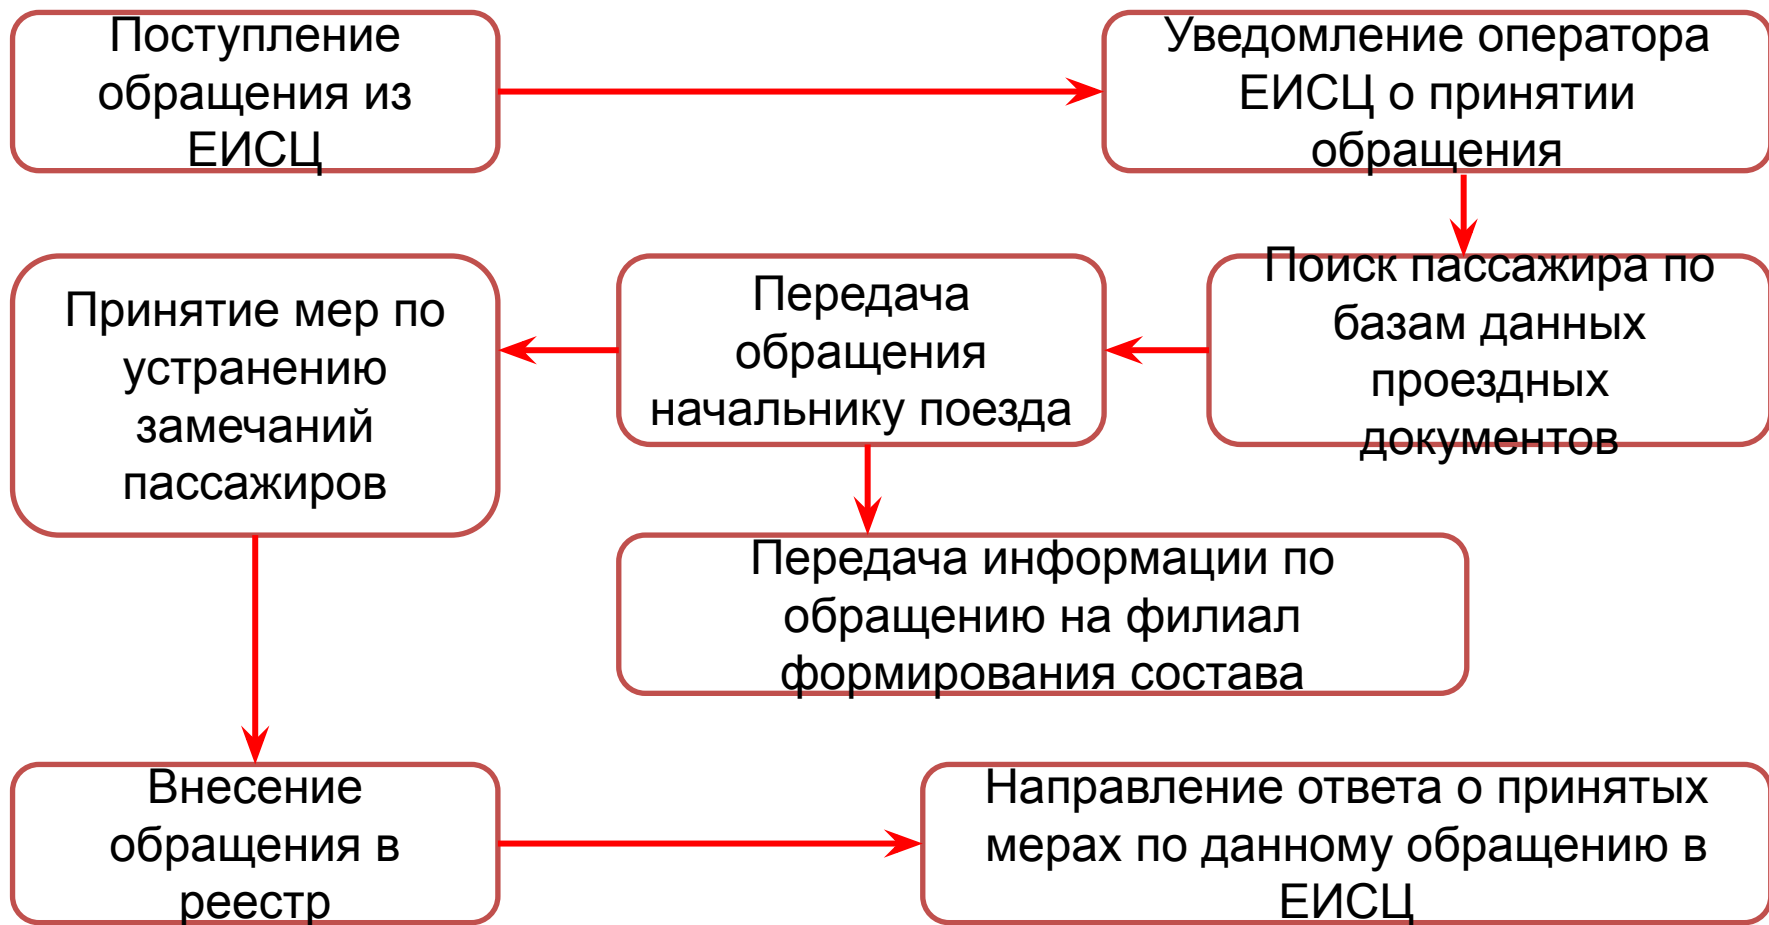 Поступление
обращения из
ЕИСЦ
Уведомление оператора
ЕИСЦ о принятии
обращения
Поиск пассажира по
базам данных
проездных
документов
Передача
обращения
начальнику поезда
Принятие мер по
устранению
замечаний
пассажиров
Передача информации по
обращению на филиал
формирования состава
Внесение
обращения в
реестр
Направление ответа о принятых
мерах по данному обращению в
ЕИСЦ